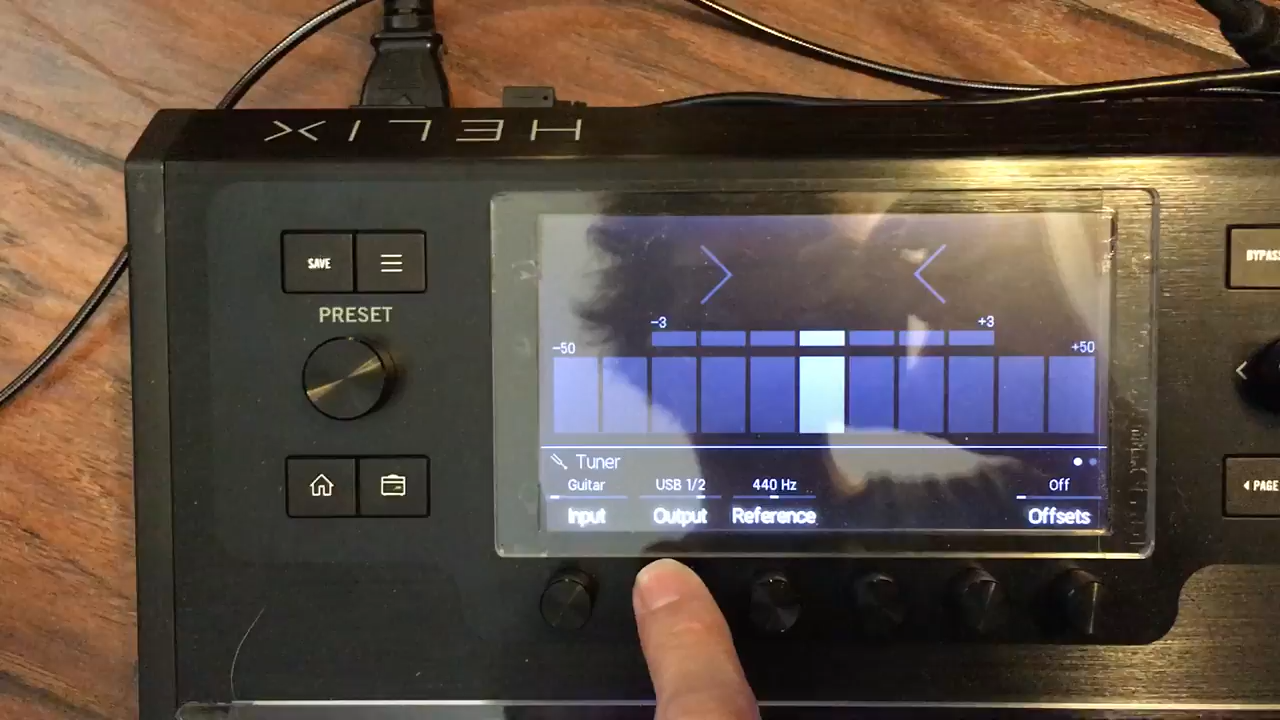 HELIX
SAVE
PRESET
BYPASS
-3
+3
-50
+50
Tuner
Guitar
USB 1/2
440 Hz
Off
Input
Output
Reference
Offsets
PAGE